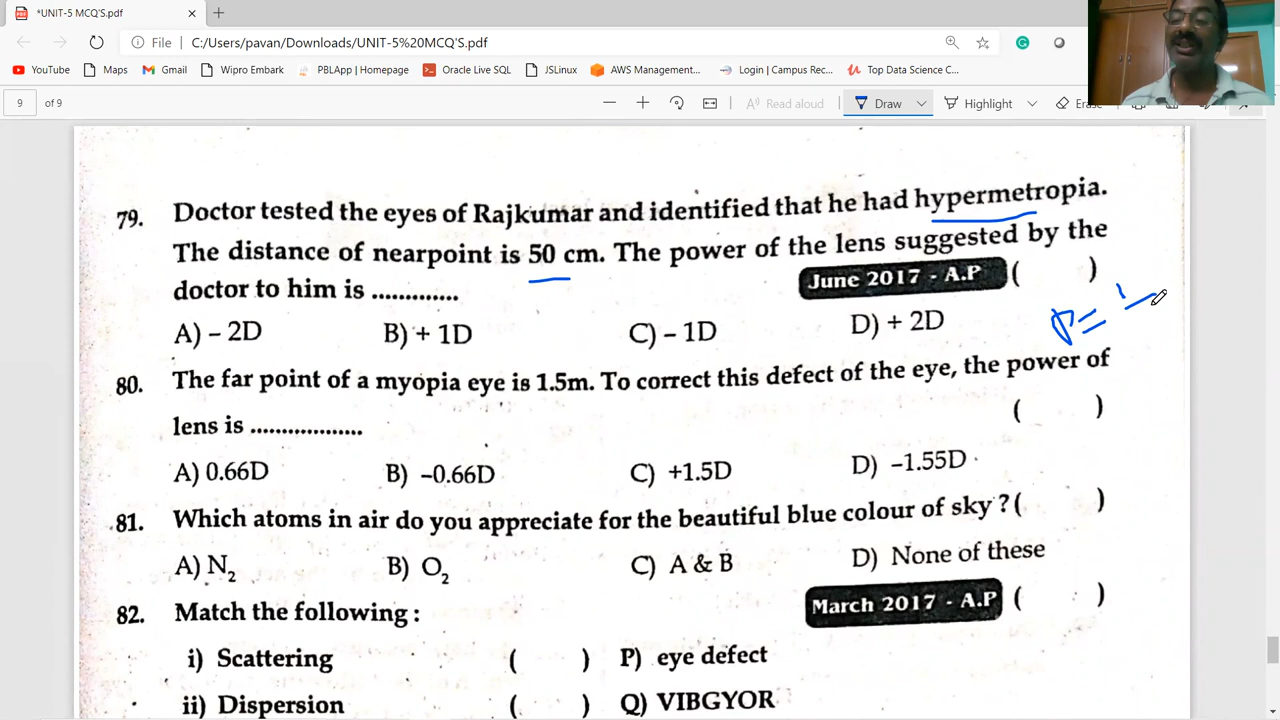 *UNIT-5 MCQ'S.pdf
File C:/Users/pavan/Downloads/UNIT-5%20MCQ'S.pdf
YouTube Maps Gmail Wipro Embark PBLApp | Homepage Oracle Live SQL JSLinux AWS Management... Login | Campus Rec... Top Data Science C...
9 of 9 Read aloud Draw Highlight Erase
79. Doctor tested the eyes of Rajkumar and identified that he had hypermetropia.
The distance of nearpoint is 50 cm. The power of the lens suggested by the
doctor to him is ............. June 2017 - A.P ( )
A) – 2D B) + 1D C) – 1D D) + 2D
P = 1
80. The far point of a myopia eye is 1.5m. To correct this defect of the eye, the power of
lens is .................. ( )
A) 0.66D B) –0.66D C) +1.5D D) –1.55D
81. Which atoms in air do you appreciate for the beautiful blue colour of sky ? ( )
A) N2 B) O2 C) A & B D) None of these
82. Match the following : March 2017 - A.P ( )
i) Scattering ( ) P) eye defect
ii) Dispersion ( ) Q) VIBGYOR